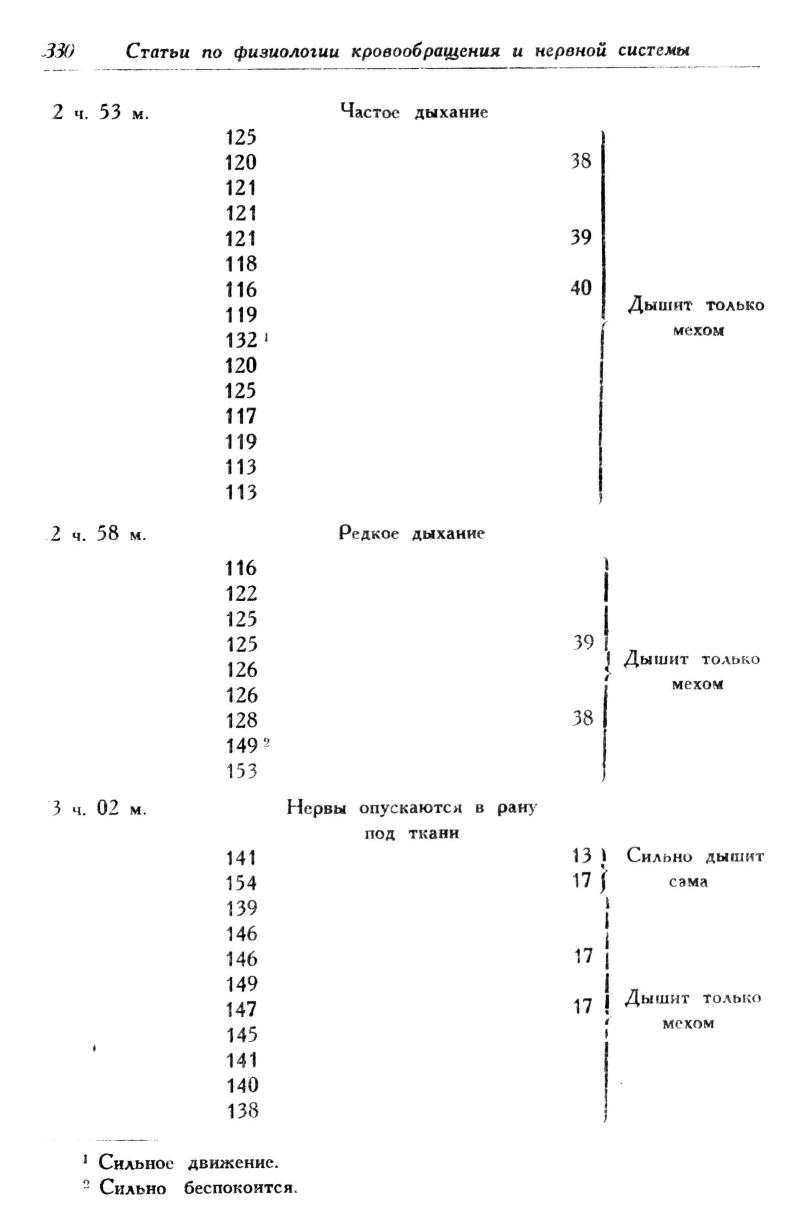 330 Статьи по физиологии кровообращения и нервной системы
2 ч. 53 м. Частое дыхание
125
120 38
121
121
121 39
118
116 40
119 Дышит только
132 ¹ мехом
120
125
117
119
113
113
2 ч. 58 м. Редкое дыхание
116
122
125
125 39
126 Дышит только
126 мехом
128 38
149 ²
153
3 ч. 02 м. Нервы опускаются в рану
под ткани
141 13 Сильно дышит
154 17 сама
139
146
146 17
149
147 17 Дышит только
145 мехом
141
140
138
¹ Сильное движение.
² Сильно беспокоится.